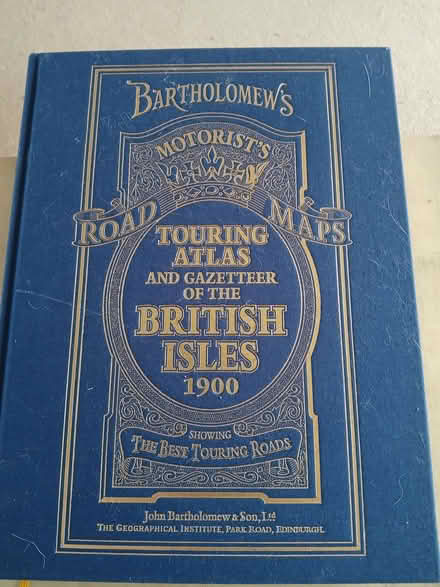 BARTHOLOMEW'S
MOTORIST'S
ROAD MAPS
TOURING
ATLAS
AND GAZETTEER
OF THE
BRITISH
ISLES
1900
SHOWING
THE BEST TOURING ROADS
John Bartholomew & Son, Ltd
THE GEOGRAPHICAL INSTITUTE, PARK ROAD, EDINBURGH.